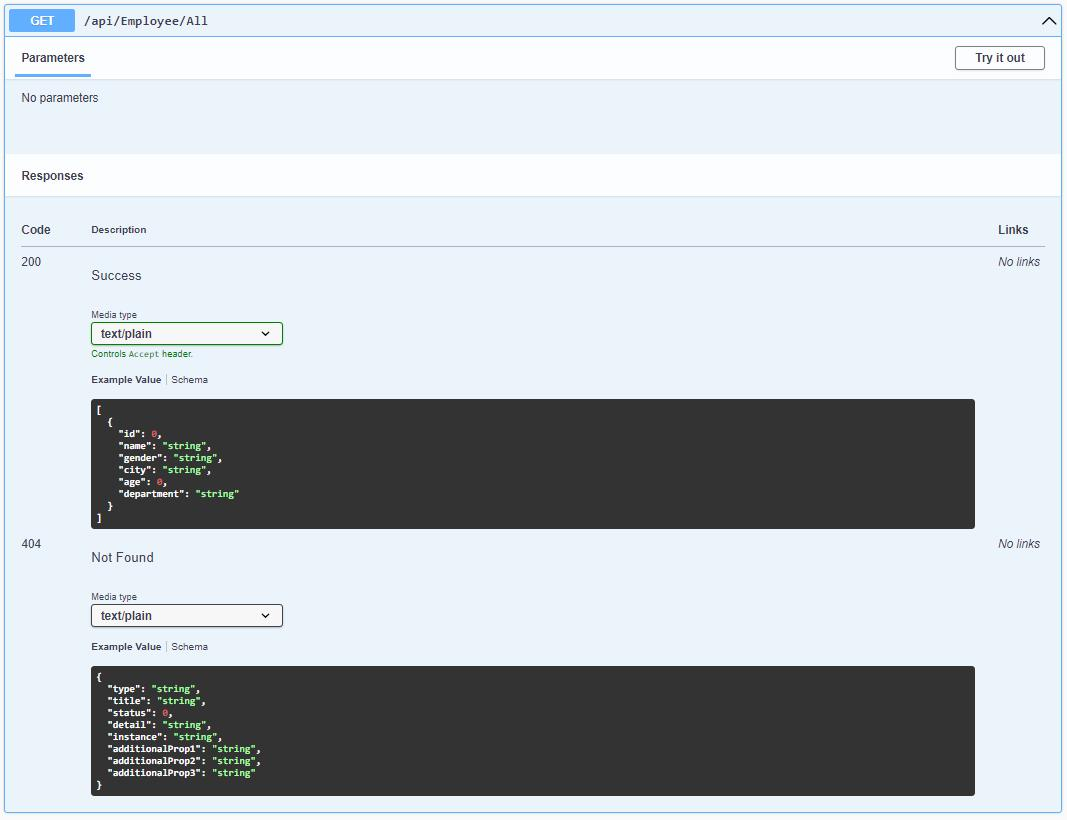 GET /api/Employee/All
Parameters Try it out
No parameters
Responses
Code Description Links
200 No links
Success
Media type
text/plain
Controls Accept header.
Example Value Schema
[
  {
    "id": 0,
    "name": "string",
    "gender": "string",
    "city": "string",
    "age": 0,
    "department": "string"
  }
]
404 No links
Not Found
Media type
text/plain
Example Value Schema
{
  "type": "string",
  "title": "string",
  "status": 0,
  "detail": "string",
  "instance": "string",
  "additionalProp1": "string",
  "additionalProp2": "string",
  "additionalProp3": "string"
}